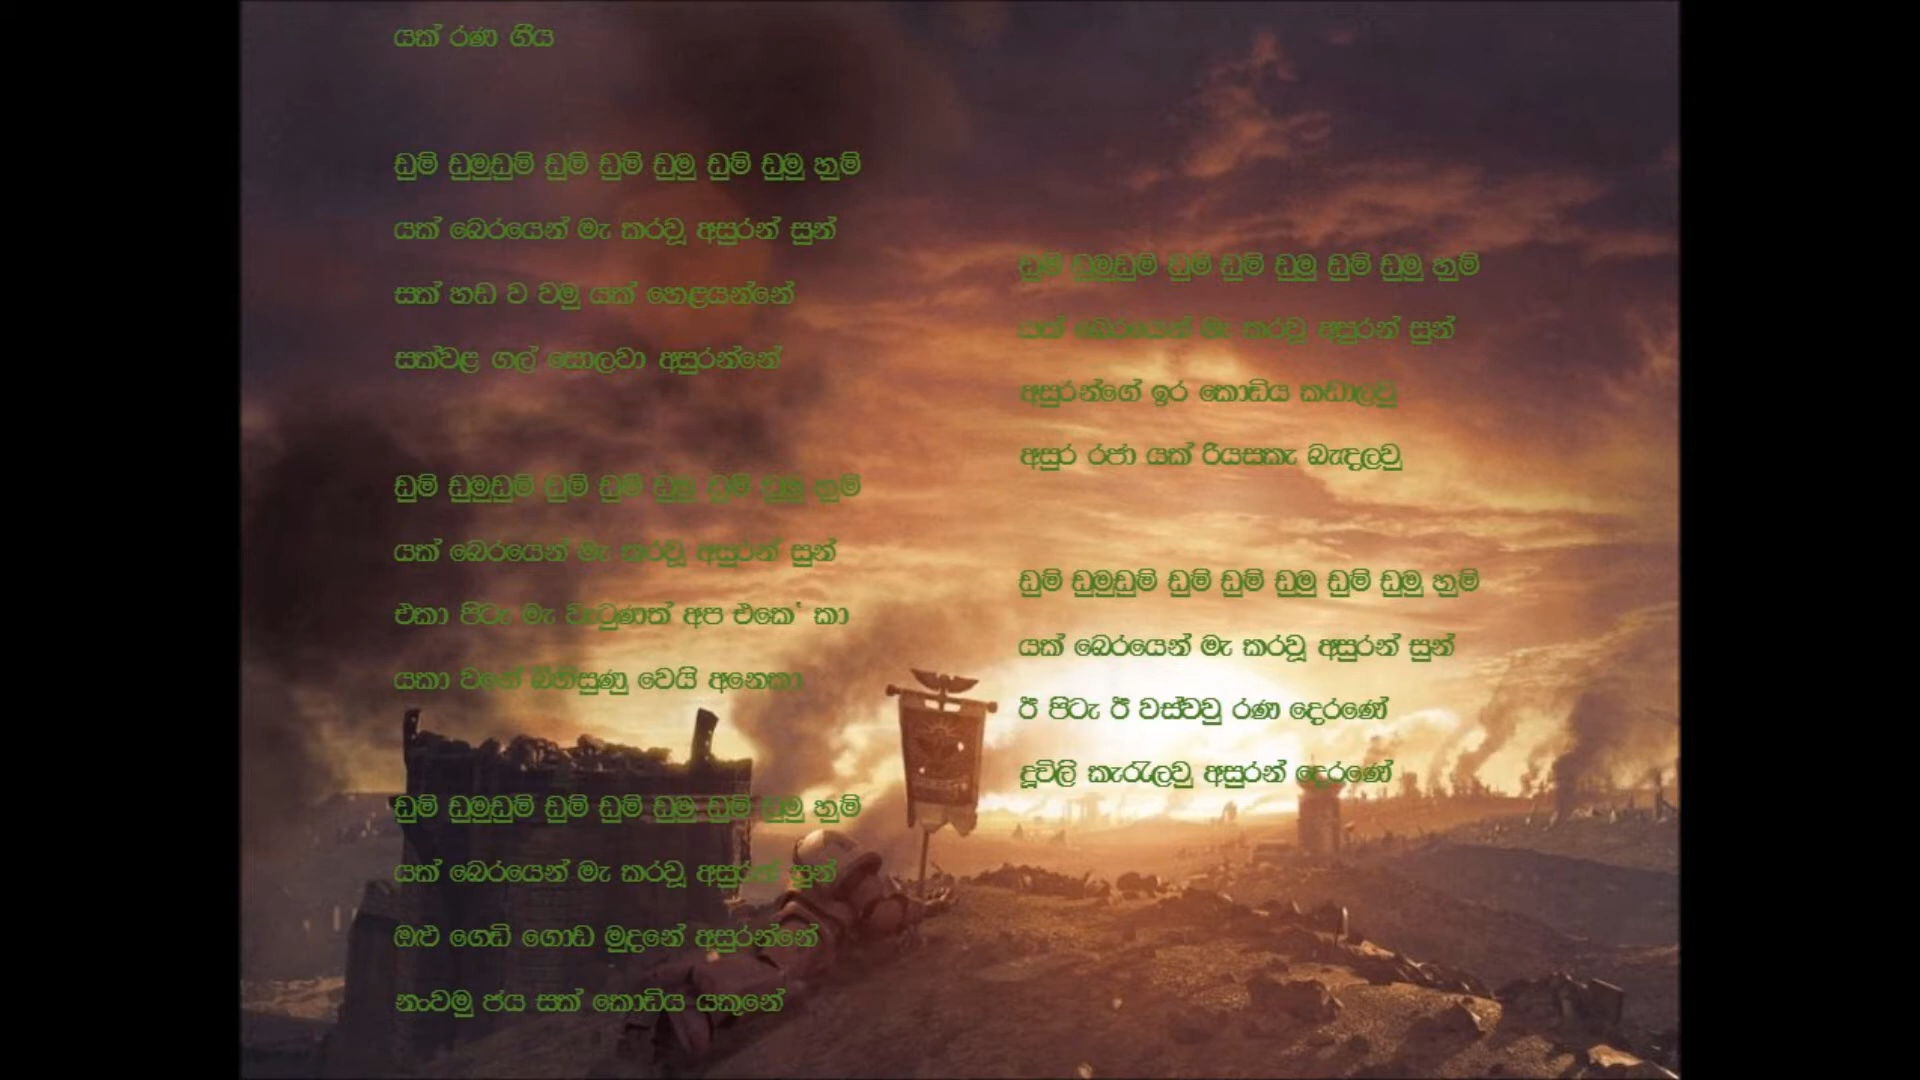 යක් රණ ගීය
ඩුම් ඩුමුඩුම් ඩුම් ඩුම් ඩුමු ඩුම් ඩුමු හුම්
යක් බෙරයෙන් මැ කරවූ අසුරන් සුන්
සක් හඬ ව වමු යක් හෙළයන්නේ
සක්වළ ගල් සොලවා අසුරන්නේ
ඩුම් ඩුමුඩුම් ඩුම් ඩුම් ඩුමු ඩුම් ඩුමු හුම්
යක් බෙරයෙන් මැ කරවූ අසුරන් සුන්
එකා පිටැ මැ වැටුණත් අප එකෙ' කා
යකා වනේ බිහිසුණු වෙයි අනෙකා
ඩුම් ඩුමුඩුම් ඩුම් ඩුම් ඩුමු ඩුම් ඩුමු හුම්
යක් බෙරයෙන් මැ කරවූ අසුරන් සුන්
ඔළු ගෙඩි ගොඩ මුදනේ අසුරන්නේ
නංවමු ජය සක් කොඩිය යකුනේ
ඩුම් ඩුමුඩුම් ඩුම් ඩුම් ඩුමු ඩුම් ඩුමු හුම්
යක් බෙරයෙන් මැ කරවූ අසුරන් සුන්
අසුරන්ගේ ඉර කොඩිය කඩාලවු
අසුර රජා යක් රියසකැ බැඳලවු
ඩුම් ඩුමුඩුම් ඩුම් ඩුම් ඩුමු ඩුම් ඩුමු හුම්
යක් බෙරයෙන් මැ කරවූ අසුරන් සුන්
ඊ පිටැ ඊ වස්වවු රණ දෙරණේ
දූවිලි කැරැලවු අසුරන් දෙරණේ